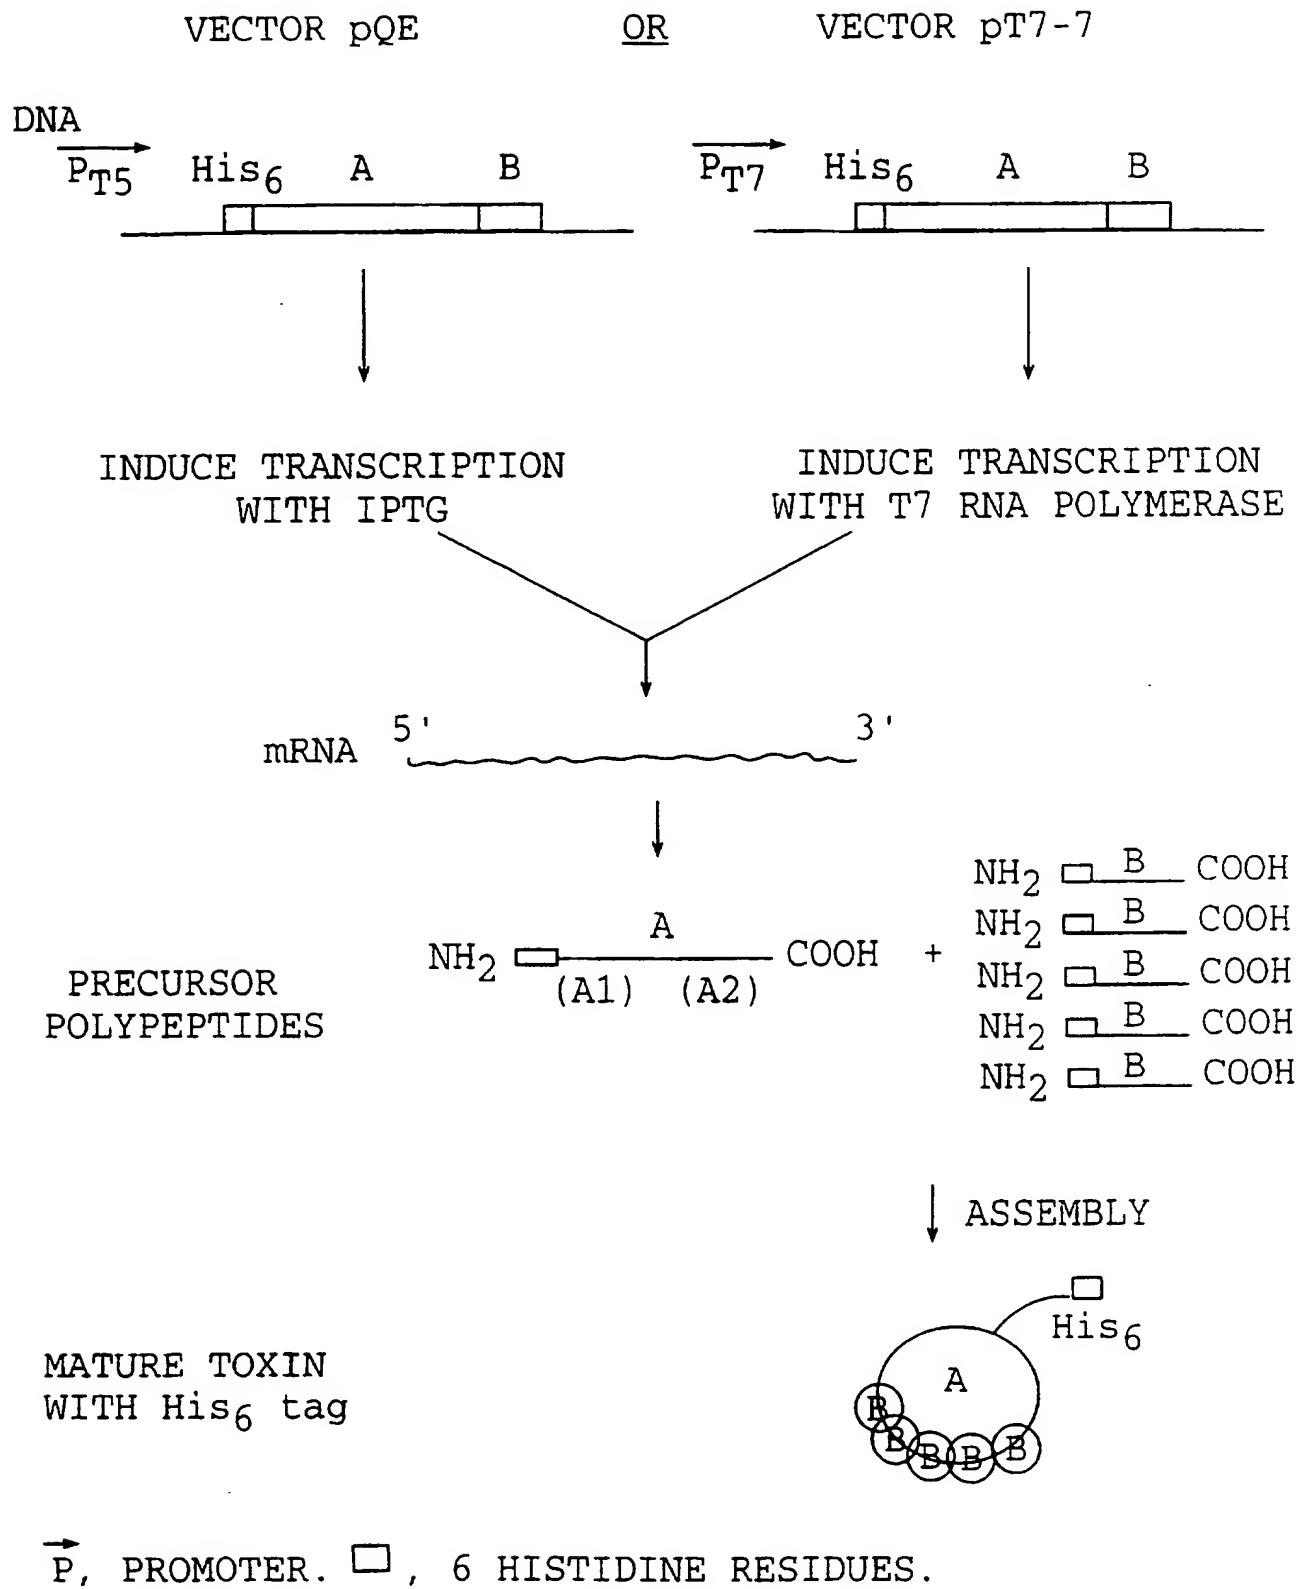 VECTOR pQE OR VECTOR pT7-7
DNA
PT5 His6 A B
PT7 His6 A B
INDUCE TRANSCRIPTION
WITH IPTG
INDUCE TRANSCRIPTION
WITH T7 RNA POLYMERASE
mRNA 5' 3'
PRECURSOR
POLYPEPTIDES
NH2 A COOH +
(A1) (A2)
NH2 B COOH
NH2 B COOH
NH2 B COOH
NH2 B COOH
NH2 B COOH
ASSEMBLY
MATURE TOXIN
WITH His6 tag
His6
A
B
B
B
B
B
P, PROMOTER. , 6 HISTIDINE RESIDUES.